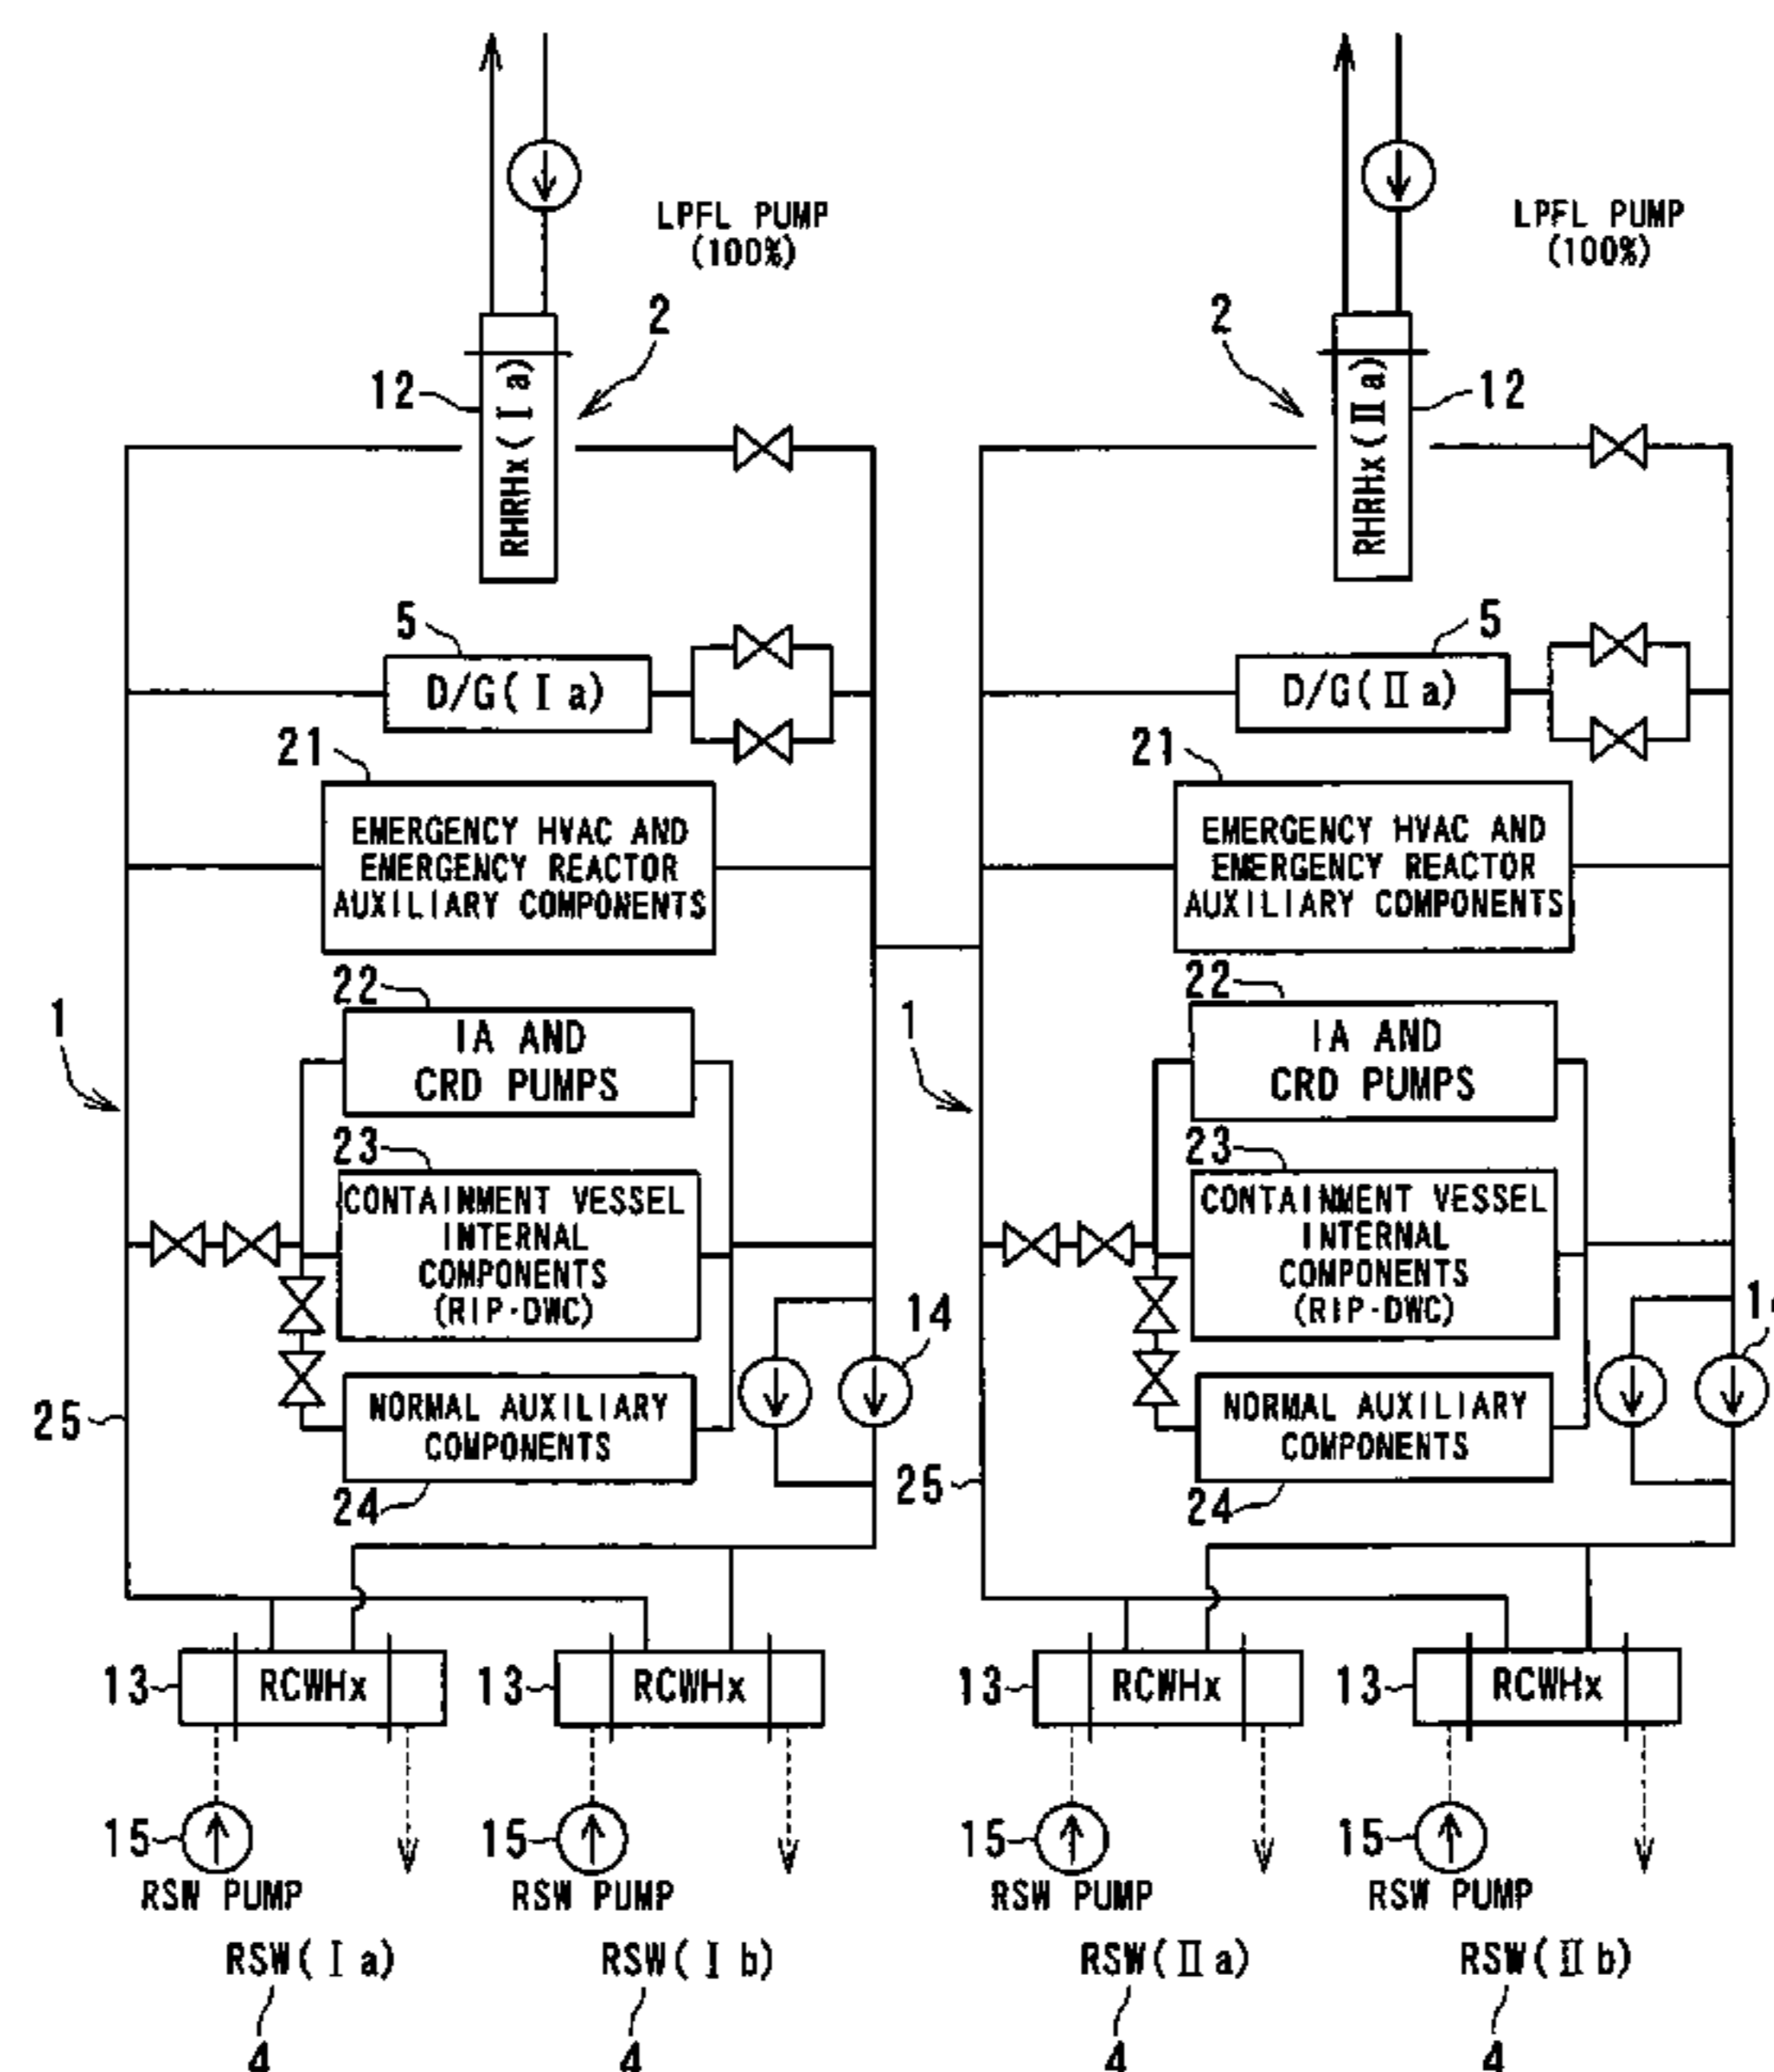 LPFL PUMP
(100%)
LPFL PUMP
(100%)
2
2
12
RHRHx(Ⅰa)
RHRHx(Ⅱa)
12
5
D/G(Ⅰa)
5
D/G(Ⅱa)
21
EMERGENCY HVAC AND
EMERGENCY REACTOR
AUXILIARY COMPONENTS
21
EMERGENCY HVAC AND
EMERGENCY REACTOR
AUXILIARY COMPONENTS
1
22
IA AND
CRD PUMPS
1
22
IA AND
CRD PUMPS
23
CONTAINMENT VESSEL
INTERNAL
COMPONENTS
(RIP·DWC)
23
CONTAINMENT VESSEL
INTERNAL
COMPONENTS
(RIP·DWC)
14
25
NORMAL AUXILIARY
COMPONENTS
24
25
NORMAL AUXILIARY
COMPONENTS
24
13
RCWHx
13
RCWHx
13
RCWHx
13
RCWHx
15
RSW PUMP
15
RSW PUMP
15
RSW PUMP
15
RSW PUMP
RSW(Ⅰa)
RSW(Ⅰb)
RSW(Ⅱa)
RSW(Ⅱb)
4
4
4
4